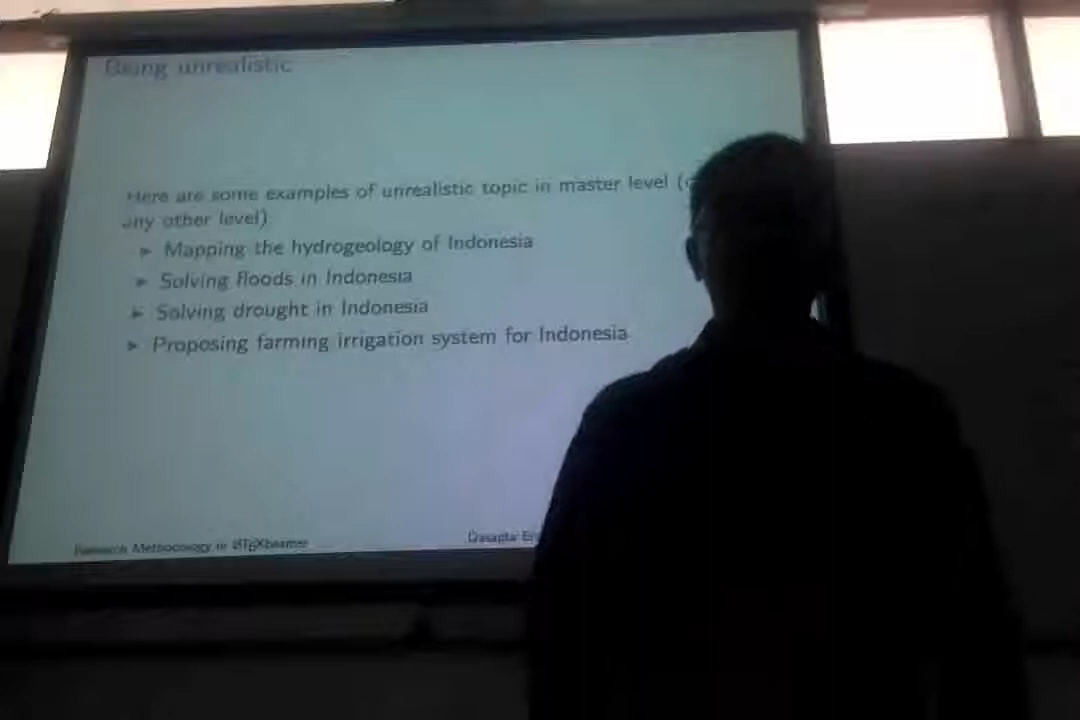 Being unrealistic
Here are some examples of unrealistic topic in master level (
any other level)
Mapping the hydrogeology of Indonesia
Solving floods in Indonesia
Solving drought in Indonesia
Proposing farming irrigation system for Indonesia
Research Methodology in LATEXbeamer
Dasapta